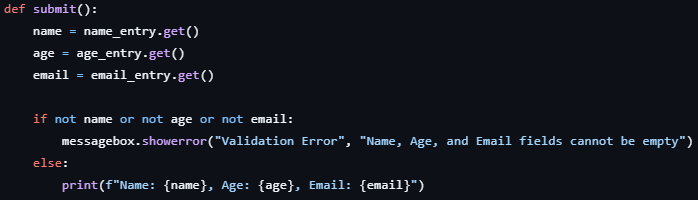 def submit():
    name = name_entry.get()
    age = age_entry.get()
    email = email_entry.get()

    if not name or not age or not email:
        messagebox.showerror("Validation Error", "Name, Age, and Email fields cannot be empty")
    else:
        print(f"Name: {name}, Age: {age}, Email: {email}")